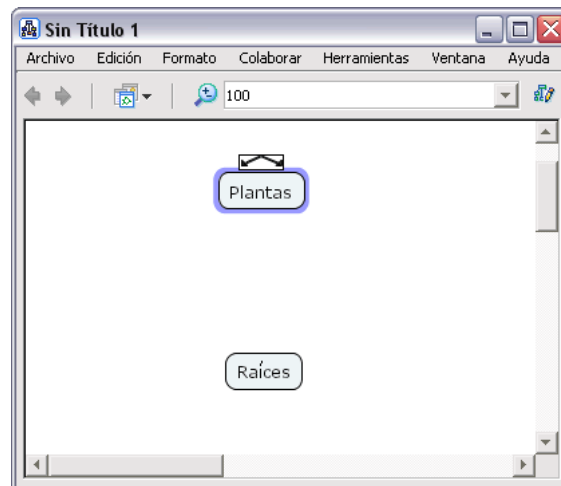 Sin Título 1
Archivo Edición Formato Colaborar Herramientas Ventana Ayuda
100
Plantas
Raíces